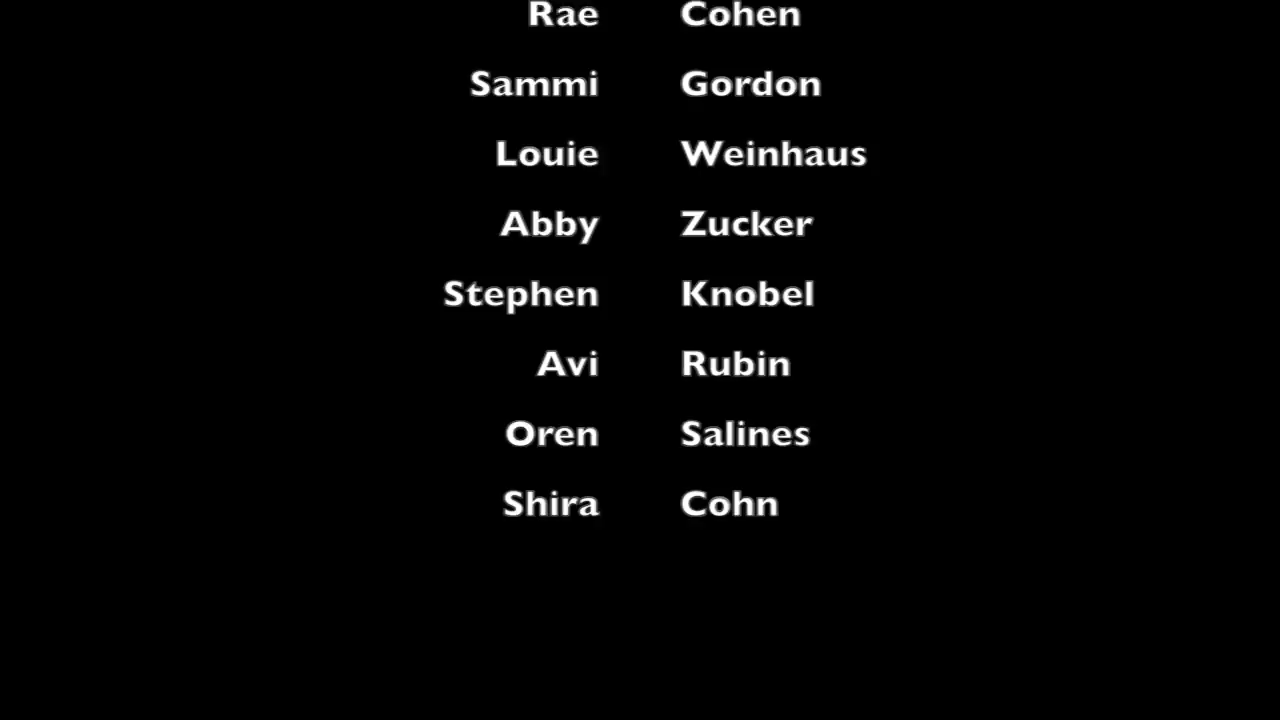 Rae Cohen
Sammi Gordon
Louie Weinhaus
Abby Zucker
Stephen Knobel
Avi Rubin
Oren Salines
Shira Cohn